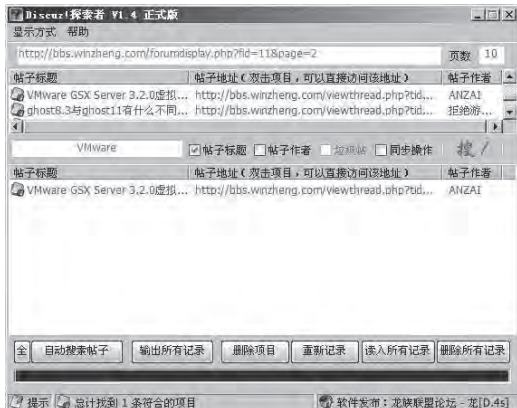 Discuz!探索者 V1.4 正式版
显示方式 帮助
http://bbs.winzheng.com/forumdisplay.php?fid=11&page=2 页数 10
帖子标题 帖子地址(双击项目,可以直接访问该地址) 帖子作者
VMware GSX Server 3.2.0虚拟... http://bbs.winzheng.com/viewthread.php?tid... ANZAI
ghost8.3与ghost11有什么不同... http://bbs.winzheng.com/viewthread.php?tid... 拒绝游...
VMware 帖子标题 帖子作者 同步操作 搜
帖子标题 帖子地址(双击项目,可以直接访问该地址) 帖子作者
VMware GSX Server 3.2.0虚拟... http://bbs.winzheng.com/viewthread.php?tid... ANZAI
全 自动搜索帖子 输出所有记录 删除项目 重新记录 读入所有记录 删除所有记录
提示 总计找到 1 条符合的项目 软件发布:龙族联盟论坛 - 龙[D.4s]